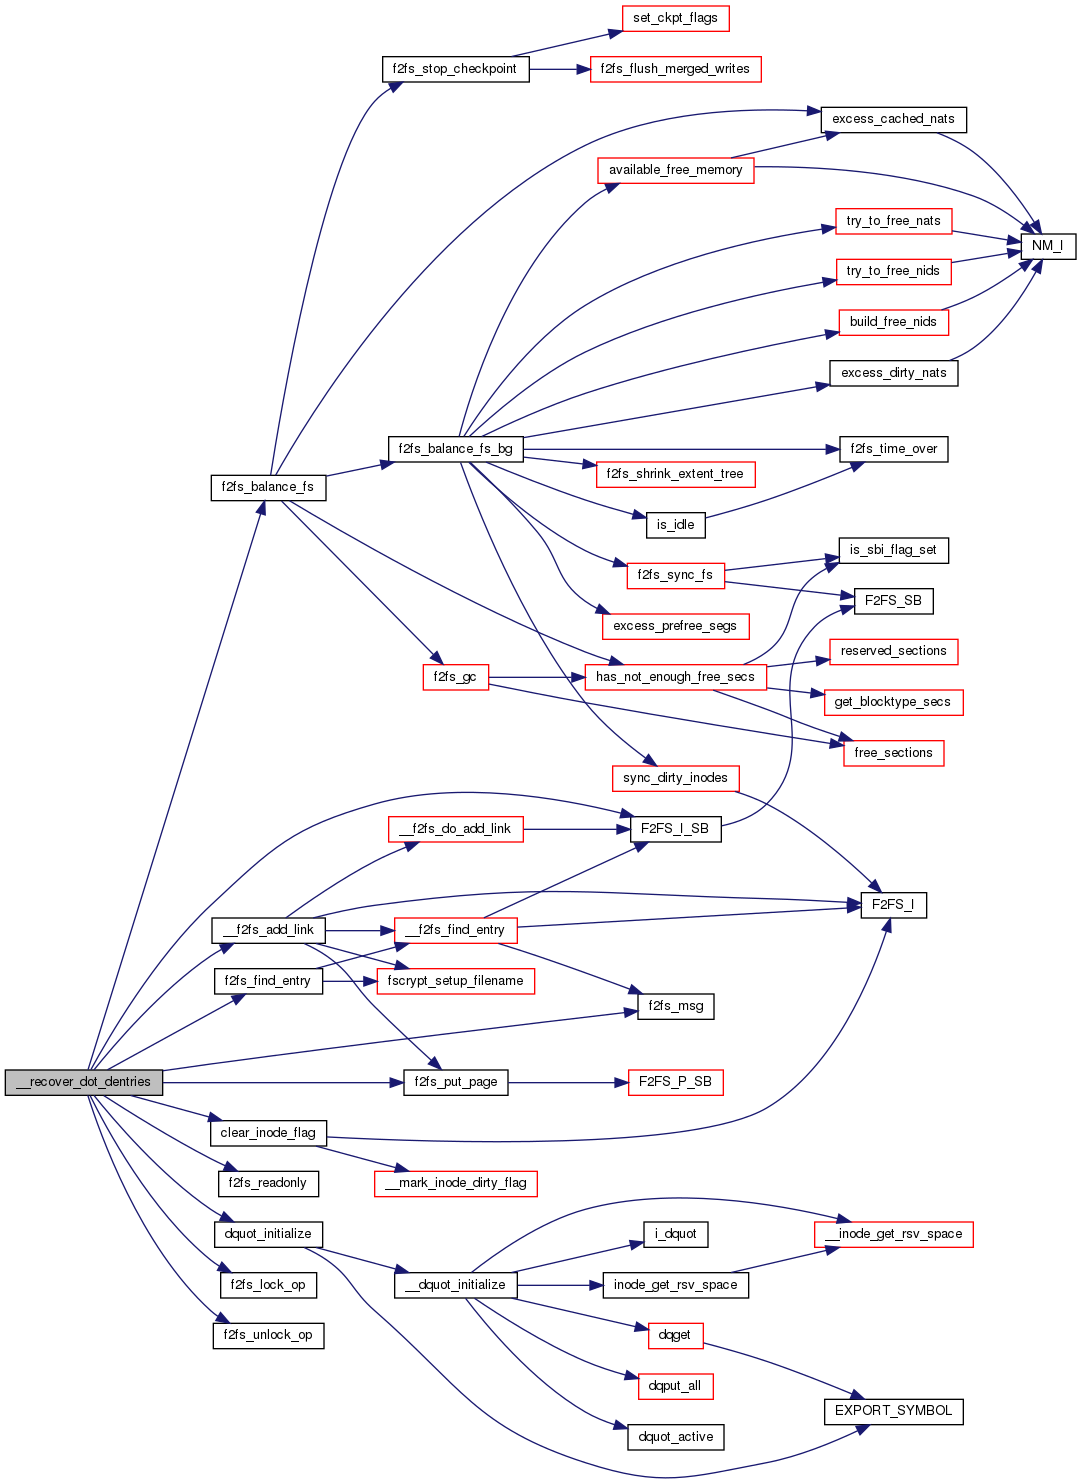 set_ckpt_flags
f2fs_stop_checkpoint
f2fs_flush_merged_writes
excess_cached_nats
available_free_memory
try_to_free_nats
NM_I
try_to_free_nids
build_free_nids
excess_dirty_nats
f2fs_balance_fs_bg
f2fs_time_over
f2fs_shrink_extent_tree
f2fs_balance_fs
is_idle
is_sbi_flag_set
f2fs_sync_fs
F2FS_SB
excess_prefree_segs
reserved_sections
f2fs_gc
has_not_enough_free_secs
get_blocktype_secs
free_sections
sync_dirty_inodes
__f2fs_do_add_link
F2FS_I_SB
F2FS_I
__f2fs_add_link
__f2fs_find_entry
f2fs_find_entry
fscrypt_setup_filename
f2fs_msg
__recover_dot_dentries
f2fs_put_page
F2FS_P_SB
clear_inode_flag
f2fs_readonly
__mark_inode_dirty_flag
dquot_initialize
i_dquot
__inode_get_rsv_space
f2fs_lock_op
__dquot_initialize
inode_get_rsv_space
f2fs_unlock_op
dqget
dqput_all
EXPORT_SYMBOL
dquot_active